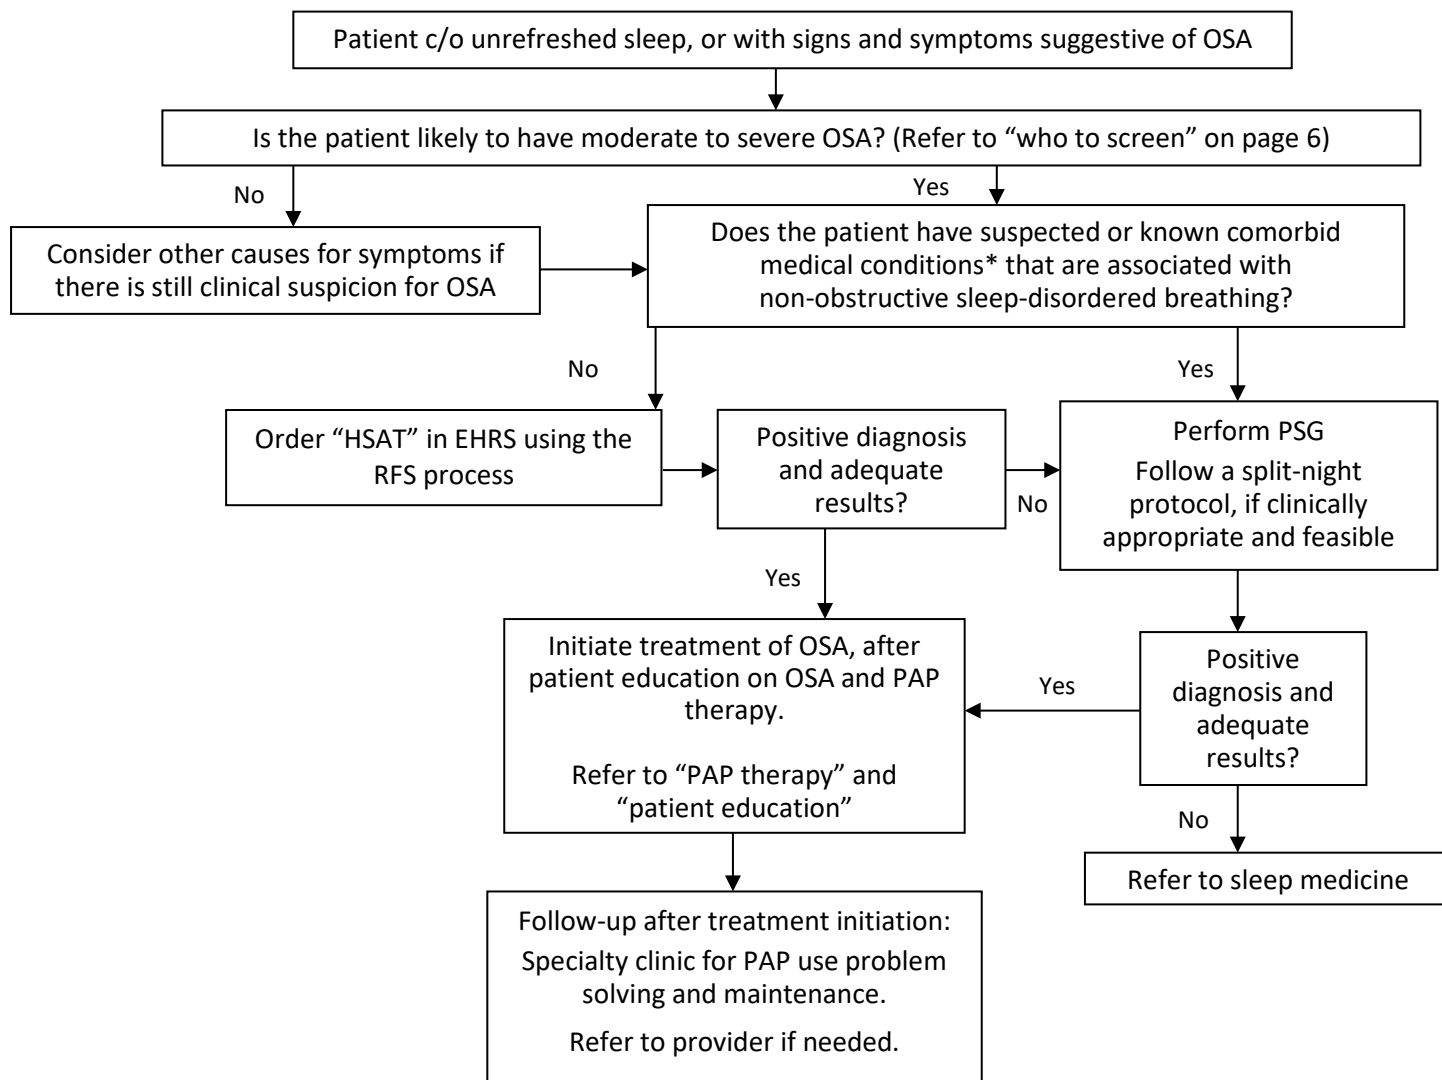 Patient c/o unrefreshed sleep, or with signs and symptoms suggestive of OSA
Is the patient likely to have moderate to severe OSA? (Refer to “who to screen” on page 6)
No
Yes
Consider other causes for symptoms if
there is still clinical suspicion for OSA
Does the patient have suspected or known comorbid
medical conditions* that are associated with
non-obstructive sleep-disordered breathing?
No
Yes
Order “HSAT” in EHRS using the
RFS process
Positive diagnosis
and adequate
results?
No
Perform PSG
Follow a split-night
protocol, if clinically
appropriate and feasible
Yes
Initiate treatment of OSA, after
patient education on OSA and PAP
therapy.
Refer to “PAP therapy” and
“patient education”
Yes
Positive
diagnosis and
adequate
results?
No
Refer to sleep medicine
Follow-up after treatment initiation:
Specialty clinic for PAP use problem
solving and maintenance.
Refer to provider if needed.